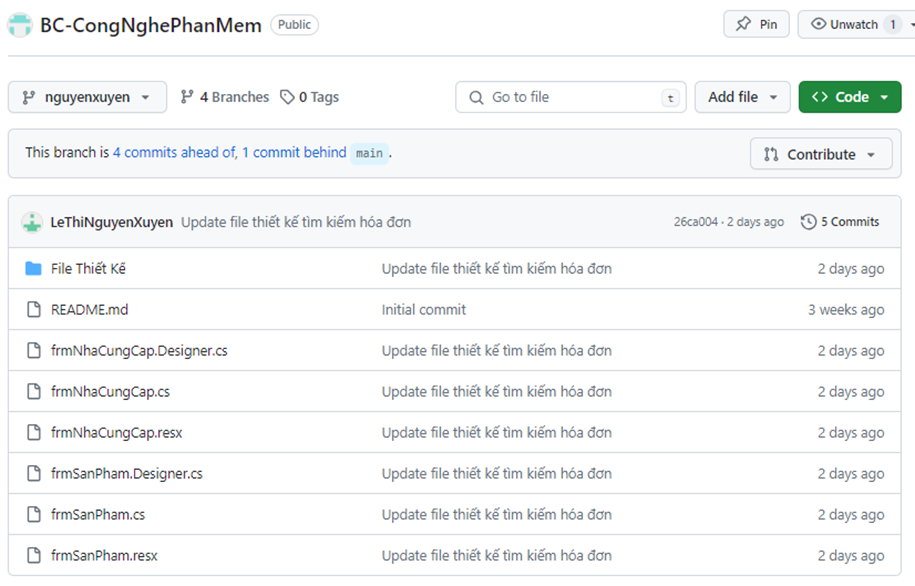 BC-CongNghePhanMem Public Pin Unwatch 1
nguyenxuyen 4 Branches 0 Tags Go to file t Add file Code
This branch is 4 commits ahead of, 1 commit behind main . Contribute
LeThiNguyenXuyen Update file thiết kế tìm kiếm hóa đơn 26ca004 · 2 days ago 5 Commits
File Thiết Kế Update file thiết kế tìm kiếm hóa đơn 2 days ago
README.md Initial commit 3 weeks ago
frmNhaCungCap.Designer.cs Update file thiết kế tìm kiếm hóa đơn 2 days ago
frmNhaCungCap.cs Update file thiết kế tìm kiếm hóa đơn 2 days ago
frmNhaCungCap.resx Update file thiết kế tìm kiếm hóa đơn 2 days ago
frmSanPham.Designer.cs Update file thiết kế tìm kiếm hóa đơn 2 days ago
frmSanPham.cs Update file thiết kế tìm kiếm hóa đơn 2 days ago
frmSanPham.resx Update file thiết kế tìm kiếm hóa đơn 2 days ago